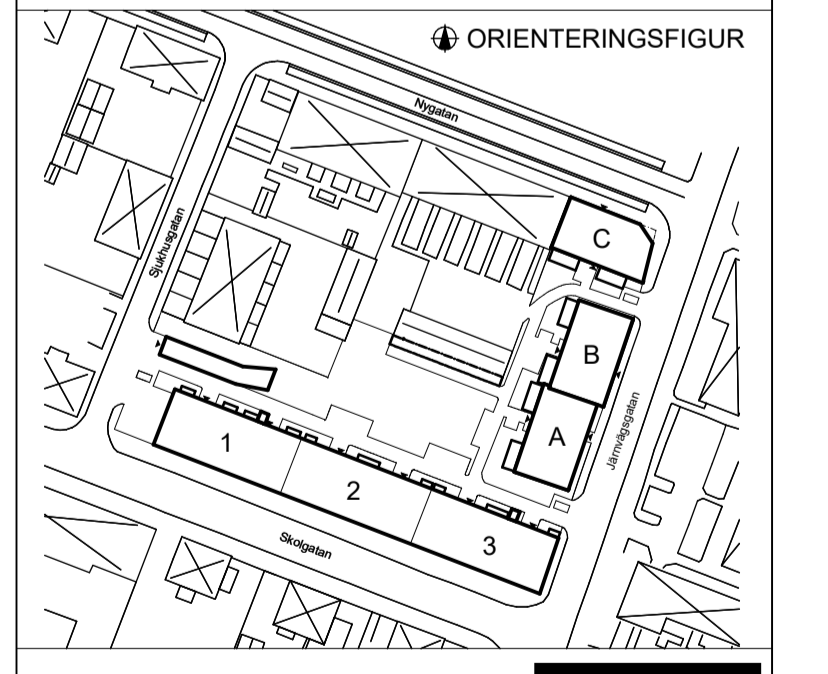 ORIENTERINGSFIGUR
Nygatan
Sjukhusgatan
C
B
A
Järnvägsgatan
1
2
3
Skolgatan